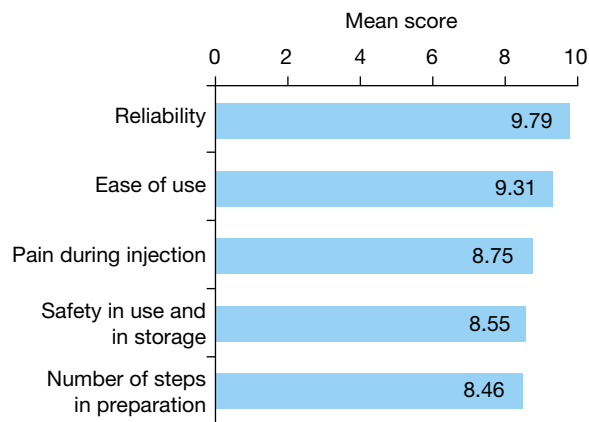 Mean score
0 2 4 6 8 10
Reliability 9.79
Ease of use 9.31
Pain during injection 8.75
Safety in use and
in storage 8.55
Number of steps
in preparation 8.46